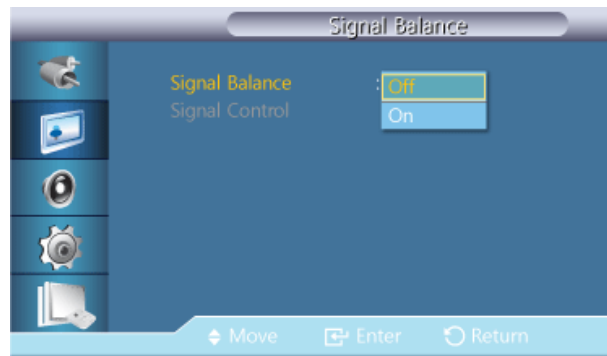 Signal Balance
Signal Balance : Off
Signal Control On
Move Enter Return